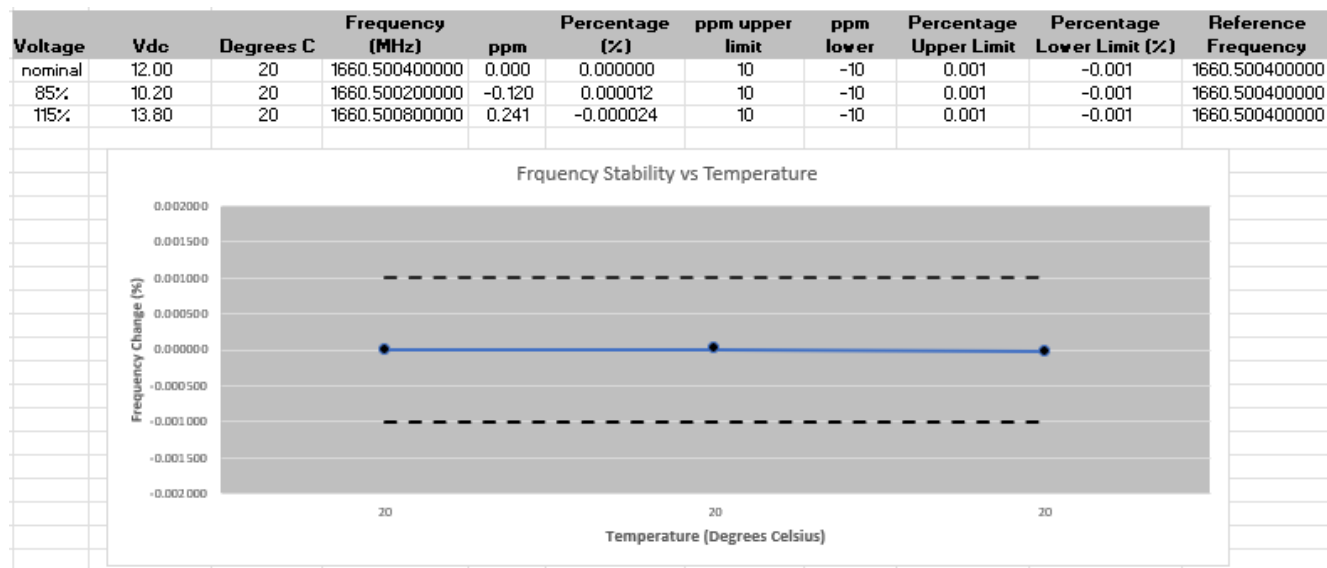 Voltage Vdc Degrees C Frequency (MHz) ppm Percentage (%) ppm upper limit ppm lower Percentage Upper Limit Percentage Lower Limit (%) Reference Frequency
nominal 12.00 20 1660.500400000 0.000 0.000000 10 -10 0.001 -0.001 1660.500400000
85% 10.20 20 1660.500200000 -0.120 0.000012 10 -10 0.001 -0.001 1660.500400000
115% 13.80 20 1660.500800000 0.241 -0.000024 10 -10 0.001 -0.001 1660.500400000
Frquency Stability vs Temperature
Frequency Change (%)
0.002000
0.001500
0.001000
0.000500
0.000000
-0.000500
-0.001000
-0.001500
-0.002000
20 20 20
Temperature (Degrees Celsius)